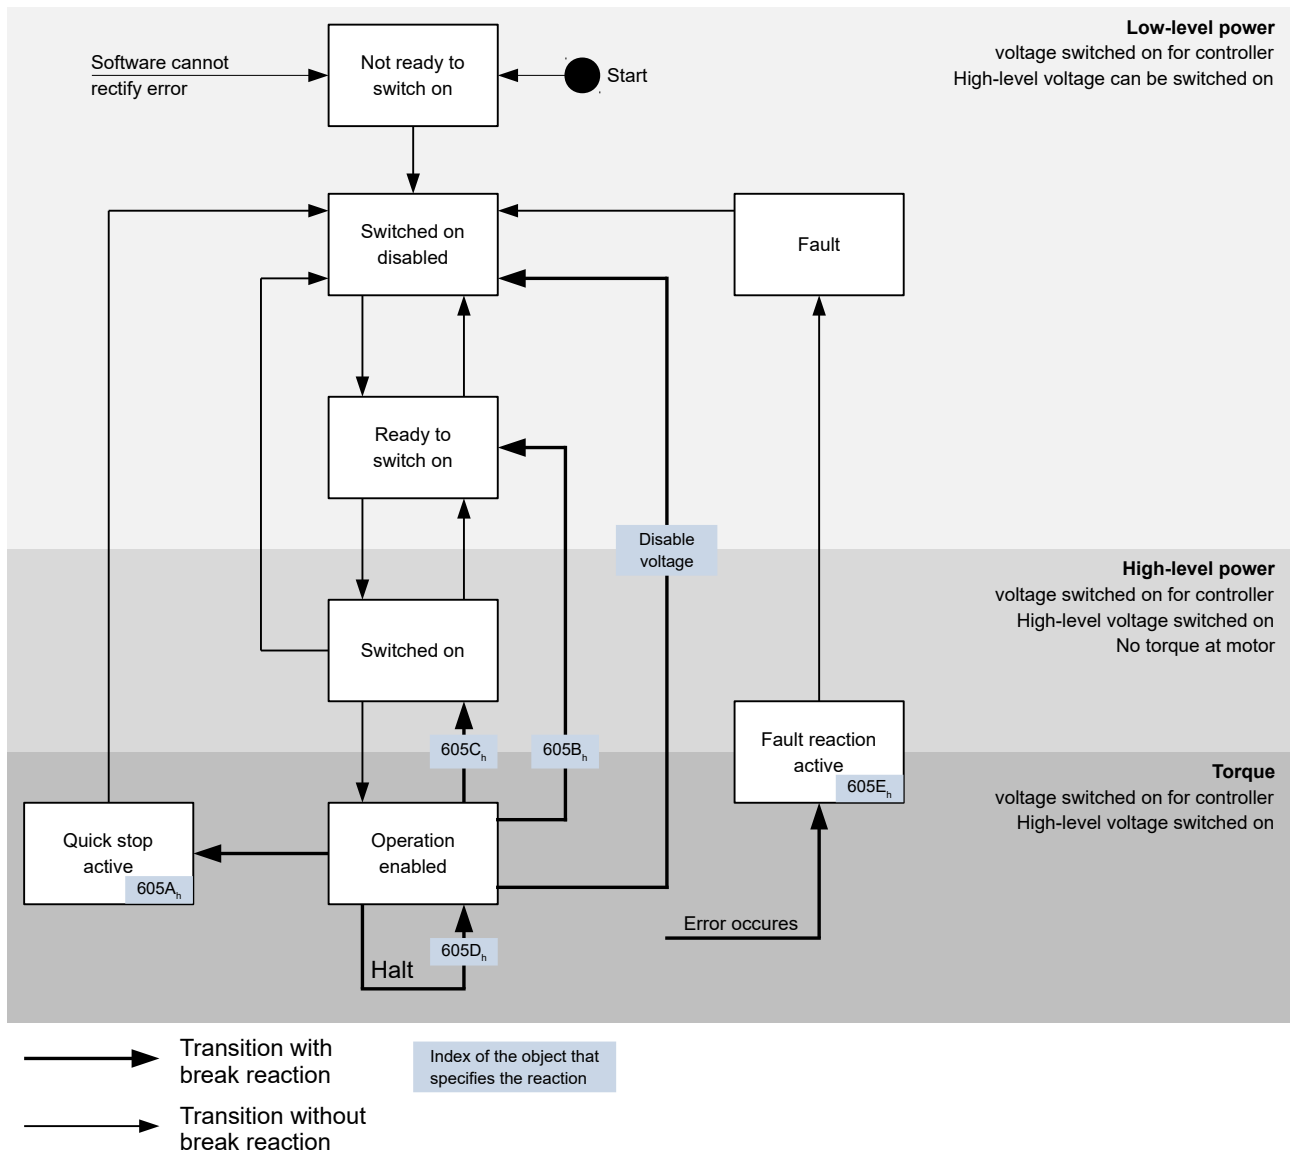 Low-level power
voltage switched on for controller
High-level voltage can be switched on
Software cannot
rectify error
Not ready to
switch on
Start
Switched on
disabled
Fault
Ready to
switch on
Disable
voltage
High-level power
voltage switched on for controller
High-level voltage switched on
No torque at motor
Switched on
605Ch
605Bh
Fault reaction
active
605Eh
Torque
voltage switched on for controller
High-level voltage switched on
Quick stop
active
605Ah
Operation
enabled
Error occures
605Dh
Halt
Transition with
break reaction
Index of the object that
specifies the reaction
Transition without
break reaction